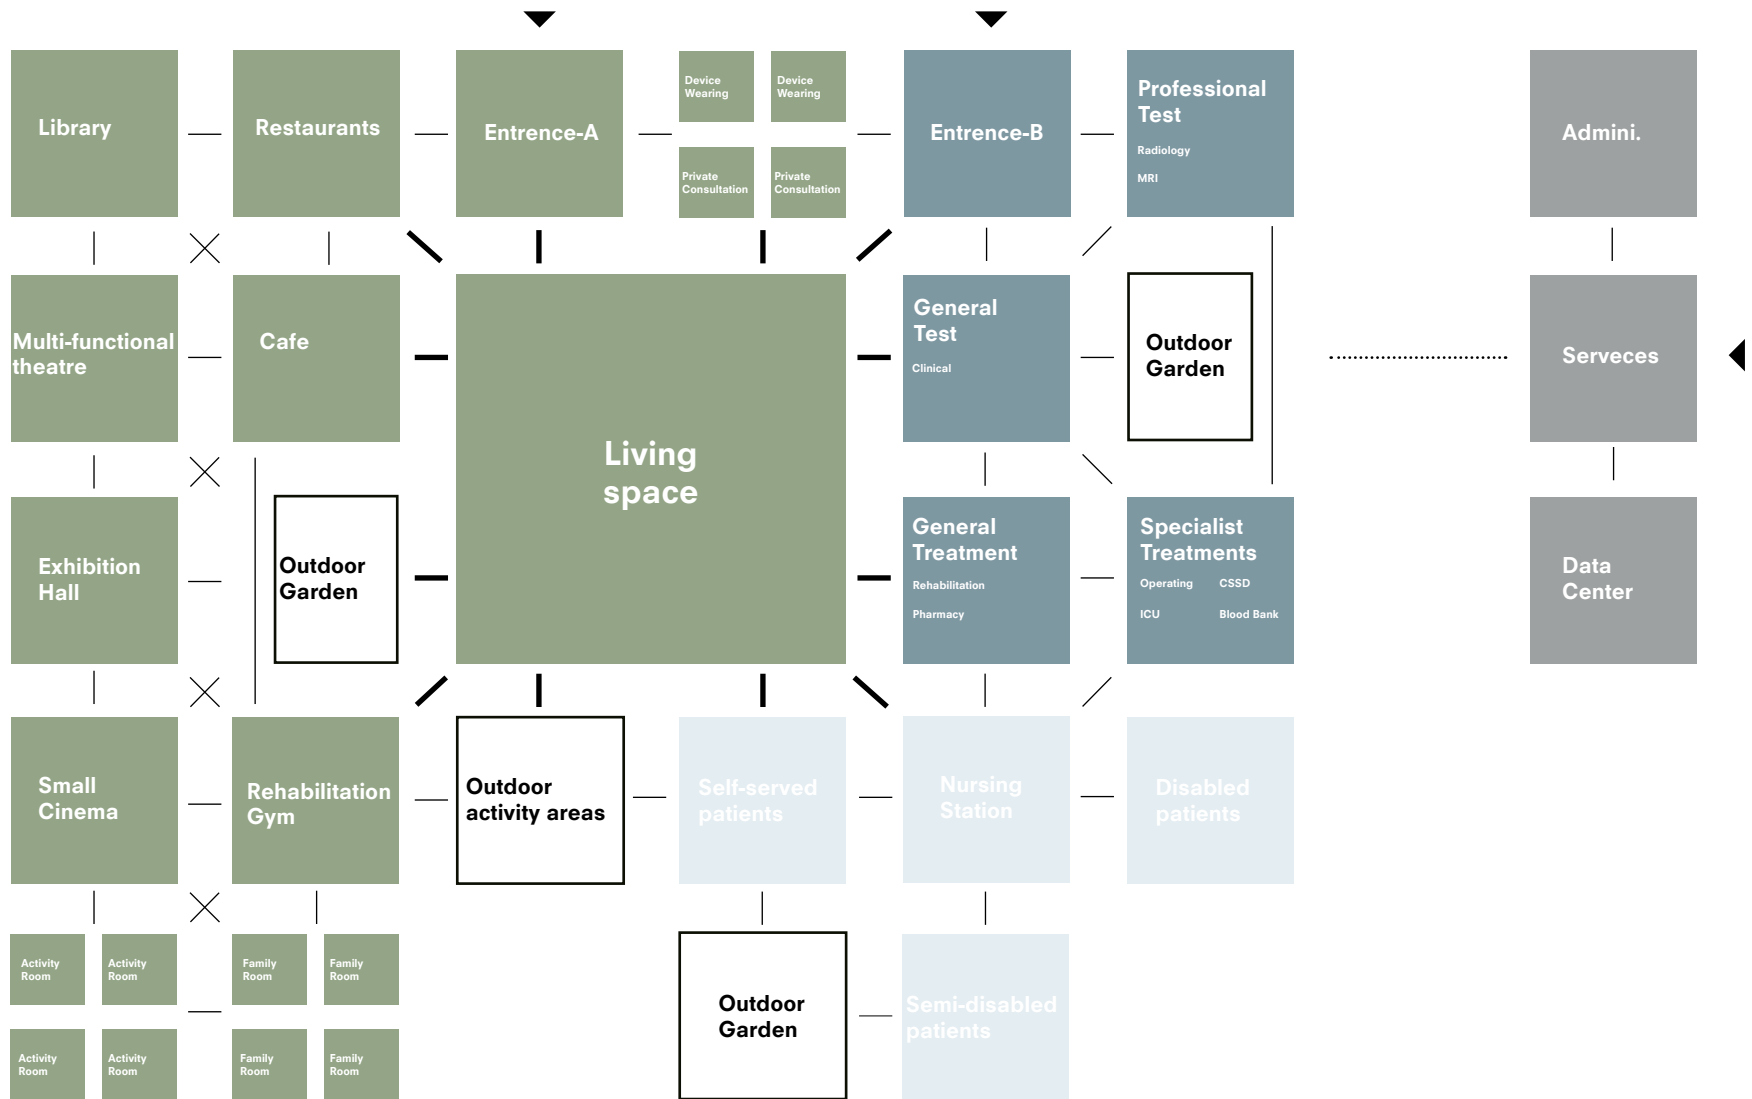 Library
Restaurants
Entrence-A
Device
Wearing
Device
Wearing
Private
Consultation
Private
Consultation
Entrence-B
Professional
Test
Radiology
MRI
Admini.
Multi-functional
theatre
Cafe
Living
space
General
Test
Clinical
Outdoor
Garden
Serveces
Exhibition
Hall
Outdoor
Garden
General
Treatment
Rehabilitation
Pharmacy
Specialist
Treatments
Operating
CSSD
ICU
Blood Bank
Data
Center
Small
Cinema
Rehabilitation
Gym
Outdoor
activity areas
Self-served
patients
Nursing
Station
Disabled
patients
Activity
Room
Activity
Room
Family
Room
Family
Room
Activity
Room
Activity
Room
Family
Room
Family
Room
Outdoor
Garden
Semi-disabled
patients